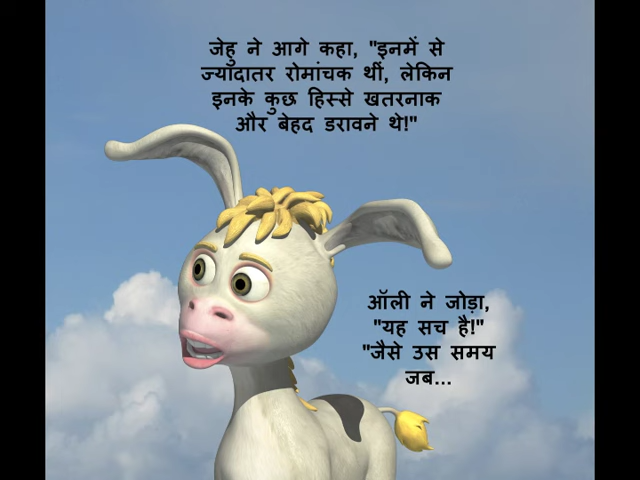 जेहु ने आगे कहा, "इनमें से
ज्यादातर रोमांचक थीं, लेकिन
इनके कुछ हिस्से खतरनाक
और बेहद डरावने थे!"
ऑली ने जोड़ा,
"यह सच है!"
"जैसे उस समय
जब...